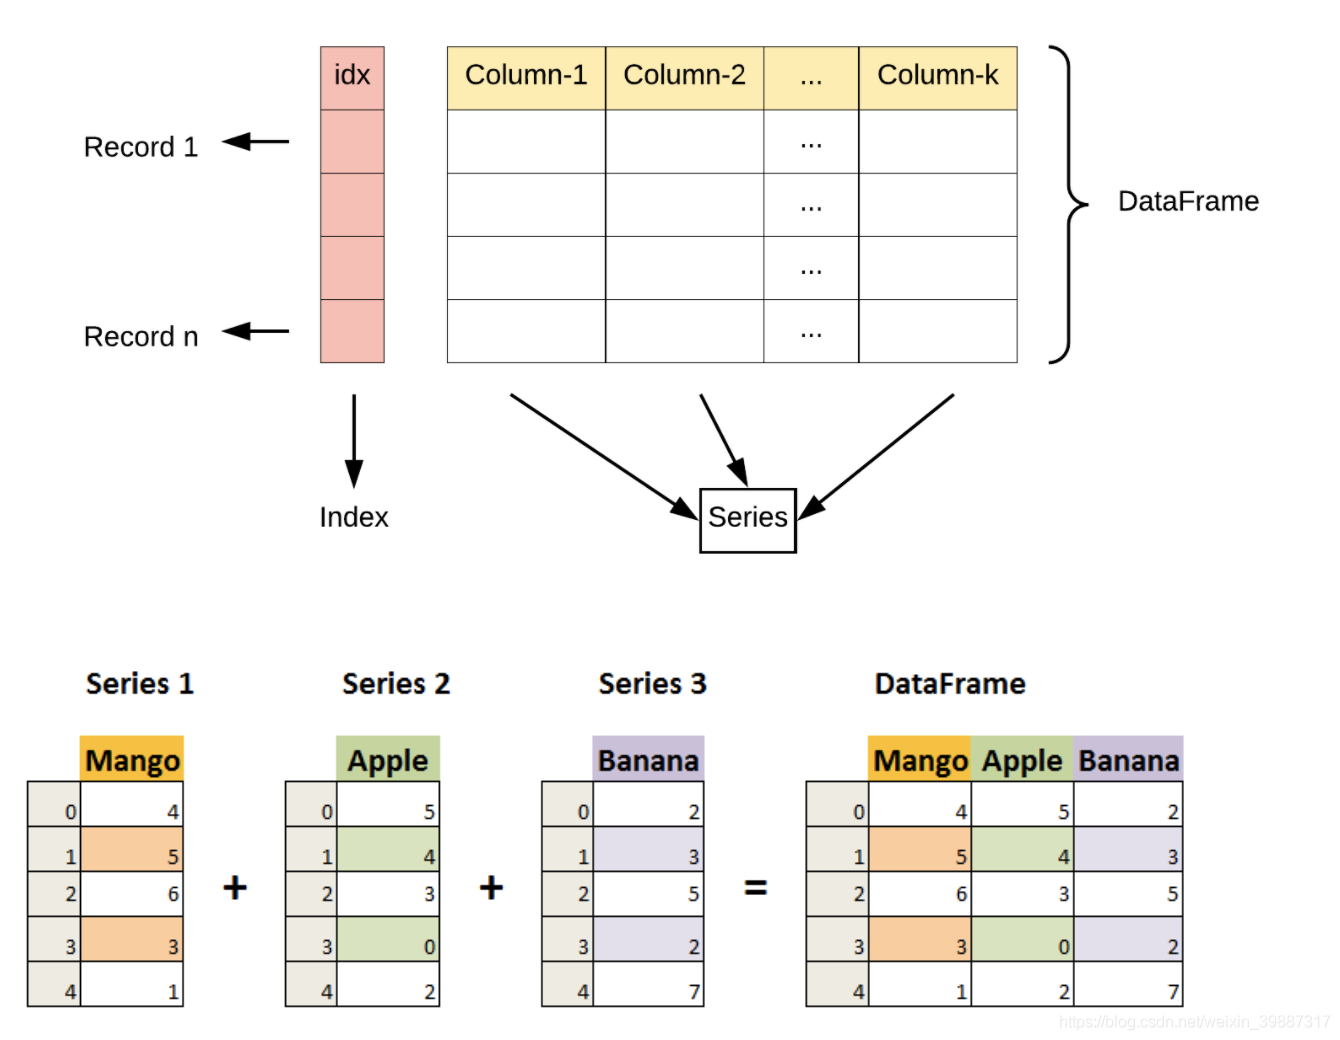 idx Column-1 Column-2 ... Column-k
Record 1 ...
... DataFrame
...
Record n ...
Index Series
Series 1 Series 2 Series 3 DataFrame
Mango Apple Banana Mango Apple Banana
0 4 0 5 0 2 0 4 5 2
1 5 1 4 1 3 1 5 4 3
2 6 + 2 3 + 2 5 = 2 6 3 5
3 3 3 0 3 2 3 3 0 2
4 1 4 2 4 7 4 1 2 7
https://blog.csdn.net/weixin_39887317